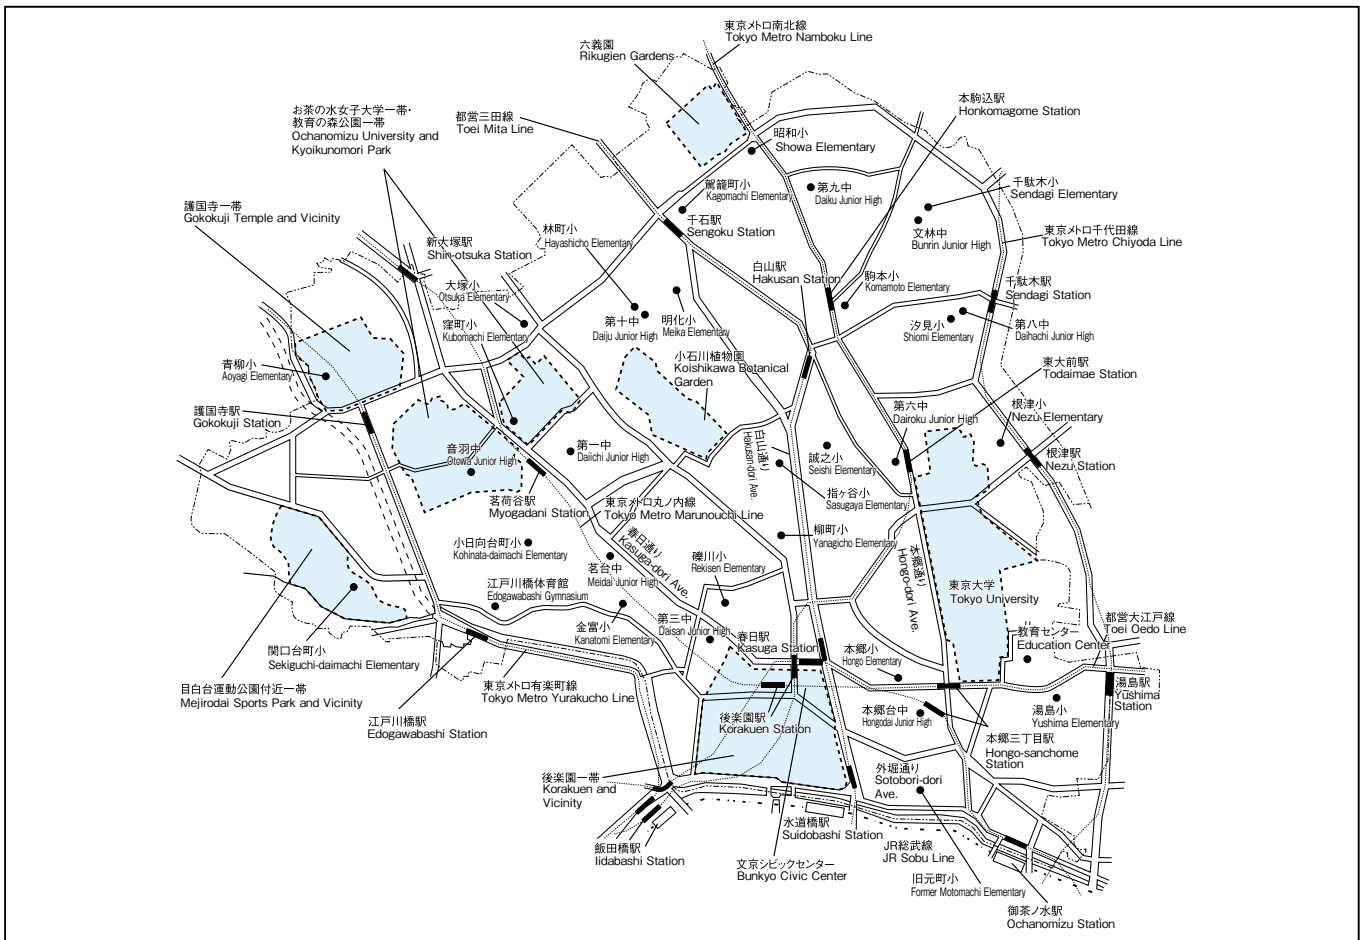 東京メトロ南北線
Tokyo Metro Namboku Line
六義園
Rikugien Gardens
本駒込駅
Honkomagome Station
お茶の水女子大学一帯・
教育の森公園一帯
Ochanomizu University and
Kyoikunomori Park
都営三田線
Toei Mita Line
昭和小
Showa Elementary
駕籠町小
Kagomachi Elementary
第九中
Daiku Junior High
千駄木小
Sendagi Elementary
護国寺一帯
Gokokuji Temple and Vicinity
千石駅
Sengoku Station
文林中
Bunrin Junior High
東京メトロ千代田線
Tokyo Metro Chiyoda Line
新大塚駅
Shin-otsuka Station
林町小
Hayashicho Elementary
白山駅
Hakusan Station
駒本小
Komamoto Elementary
千駄木駅
Sendagi Station
大塚小
Otsuka Elementary
窪町小
Kubomachi Elementary
第十中
Daiju Junior High
明化小
Meika Elementary
汐見小
Shiomi Elementary
第八中
Daihachi Junior High
青柳小
Aoyagi Elementary
小石川植物園
Koishikawa Botanical
Garden
東大前駅
Todaimae Station
護国寺駅
Gokokuji Station
第六中
Dairoku Junior High
根津小
Nezu Elementary
音羽中
Otowa Junior High
第一中
Daiichi Junior High
白山通り
Hakusan-dori Ave.
誠之小
Seishi Elementary
根津駅
Nezu Station
茗荷谷駅
Myogadani Station
東京メトロ丸ノ内線
Tokyo Metro Marunouchi Line
指ヶ谷小
Sasugaya Elementary
小日向台町小
Kohinata-daimachi Elementary
春日通り
Kasuga-dori Ave.
柳町小
Yanagicho Elementary
本郷通り
Hongo-dori Ave.
茗台中
Meidai Junior High
礫川小
Rekisen Elementary
江戸川橋体育館
Edogawabashi Gymnasium
東京大学
Tokyo University
金富小
Kanatomi Elementary
第三中
Daisan Junior High
春日駅
Kasuga Station
本郷小
Hongo Elementary
教育センター
Education Center
都営大江戸線
Toei Oedo Line
関口台町小
Sekiguchi-daimachi Elementary
目白台運動公園付近一帯
Mejirodai Sports Park and Vicinity
東京メトロ有楽町線
Tokyo Metro Yurakucho Line
湯島駅
Yushima
Station
江戸川橋駅
Edogawabashi Station
後楽園駅
Korakuen Station
本郷台中
Hongodai Junior High
湯島小
Yushima Elementary
本郷三丁目駅
Hongo-sanchome
Station
後楽園一帯
Korakuen and
Vicinity
外堀通り
Sotobori-dori
Ave.
飯田橋駅
Iidabashi Station
水道橋駅
Suidobashi Station
文京シビックセンター
Bunkyo Civic Center
JR総武線
JR Sobu Line
旧元町小
Former Motomachi Elementary
御茶ノ水駅
Ochanomizu Station